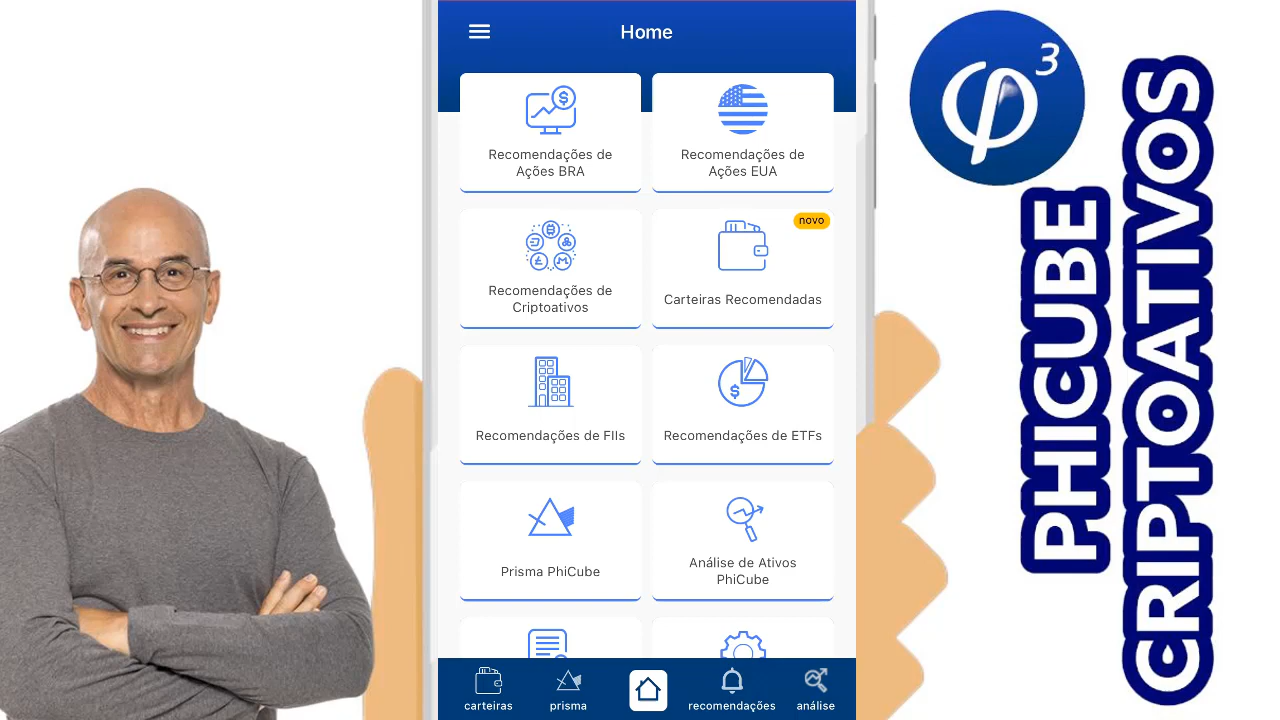 Home
Recomendações de
Ações BRA
Recomendações de
Ações EUA
Recomendações de
Criptoativos
novo
Carteiras Recomendadas
Recomendações de FIIs
Recomendações de ETFs
Prisma PhiCube
Análise de Ativos
PhiCube
carteiras
prisma
recomendações
análise
φ3
PHICUBE
CRIPTOATIVOS